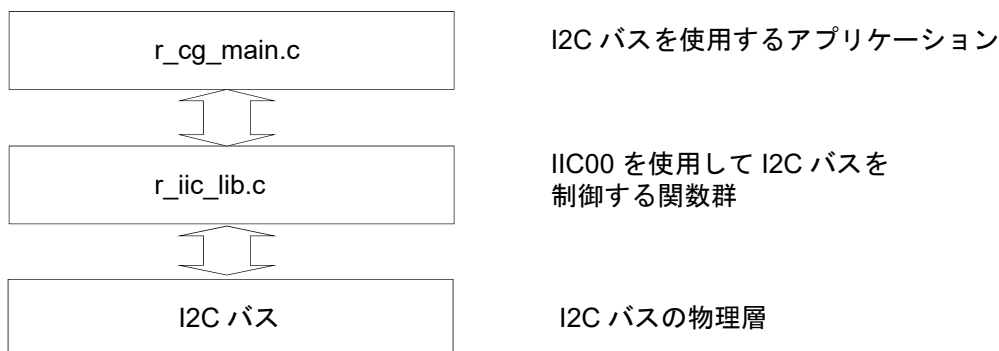 r_cg_main.c
I2C バスを使用するアプリケーション
r_iic_lib.c
IIC00 を使用して I2C バスを
制御する関数群
I2C バス
I2C バスの物理層